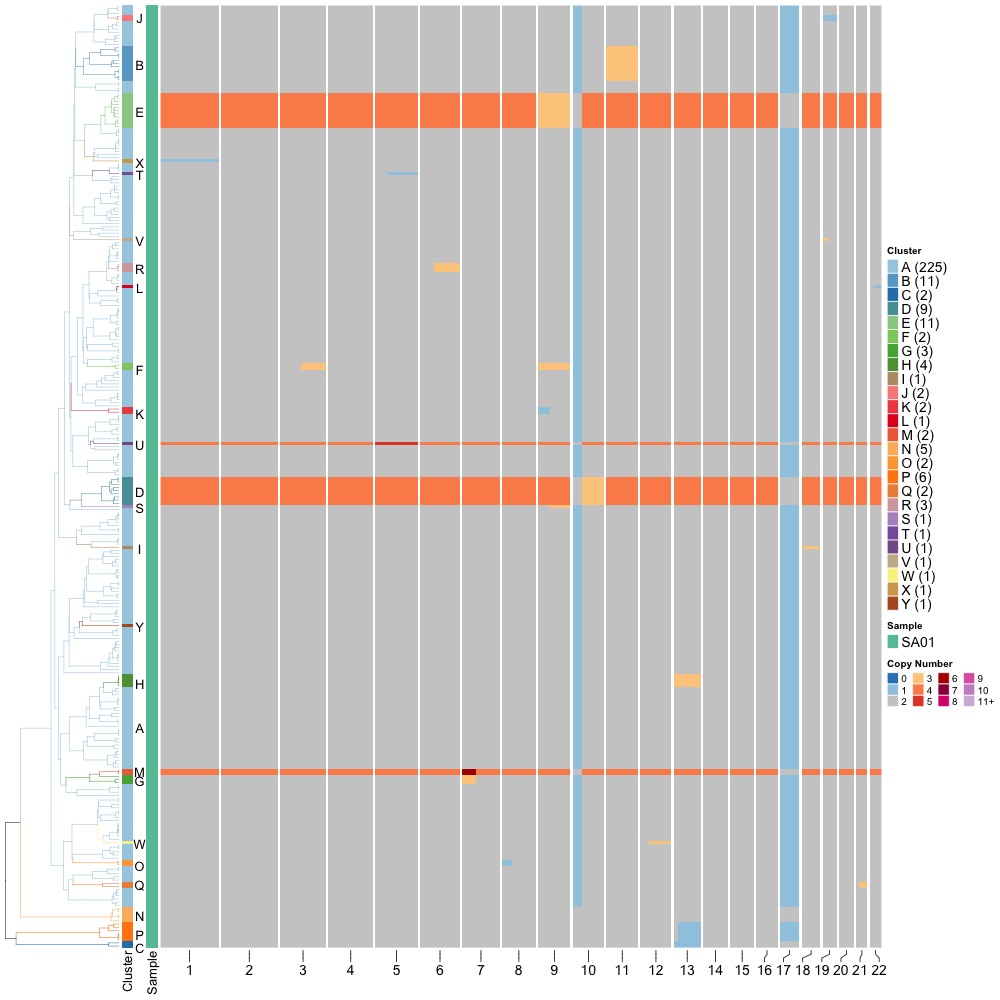 J
B
E
X
T
V
R
L
F
K
U
D
S
I
Y
H
A
M
G
W
O
Q
N
P
C
Cluster
Sample
1 2 3 4 5 6 7 8 9 10 11 12 13 14 15 16 17 18 19 20 21 22
Cluster
A (225)
B (11)
C (2)
D (9)
E (11)
F (2)
G (3)
H (4)
I (1)
J (2)
K (2)
L (1)
M (2)
N (5)
O (2)
P (6)
Q (2)
R (3)
S (1)
T (1)
U (1)
V (1)
W (1)
X (1)
Y (1)
Sample
SA01
Copy Number
0 3 6 9
1 4 7 10
2 5 8 11+